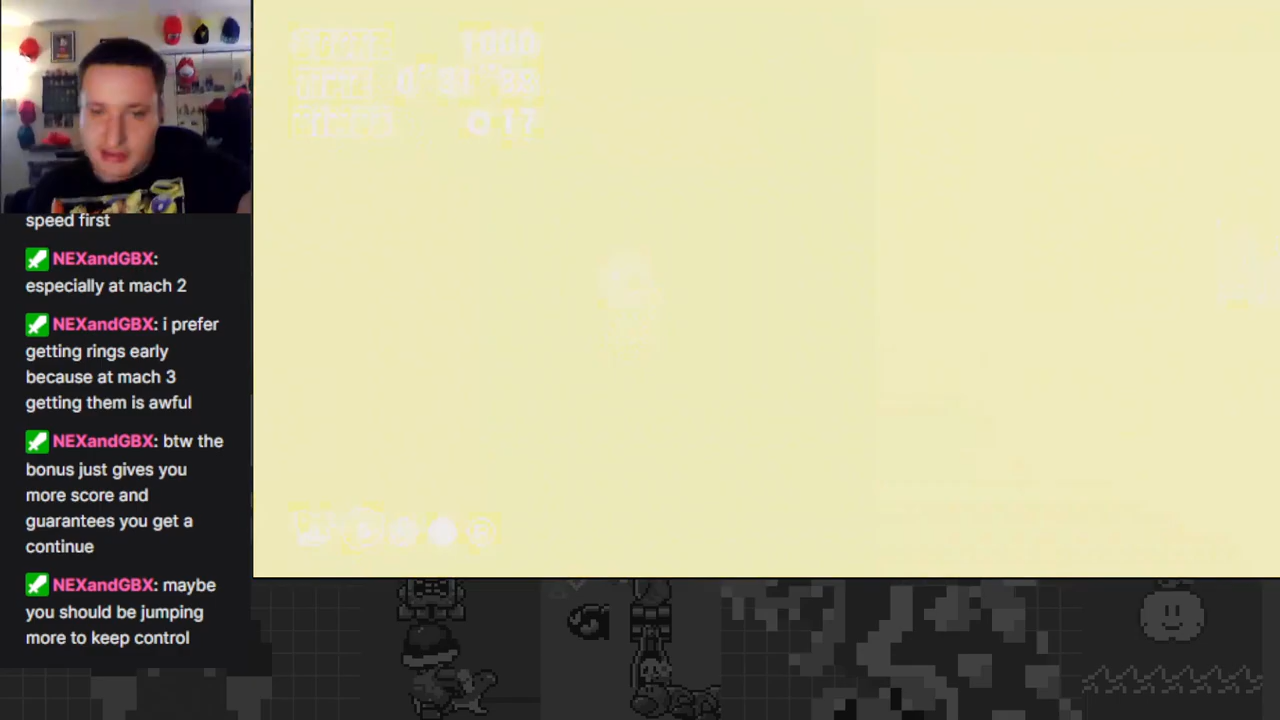 speed first
NEXandGBX:
especially at mach 2
NEXandGBX: i prefer
getting rings early
because at mach 3
getting them is awful
NEXandGBX: btw the
bonus just gives you
more score and
guarantees you get a
continue
NEXandGBX: maybe
you should be jumping
more to keep control